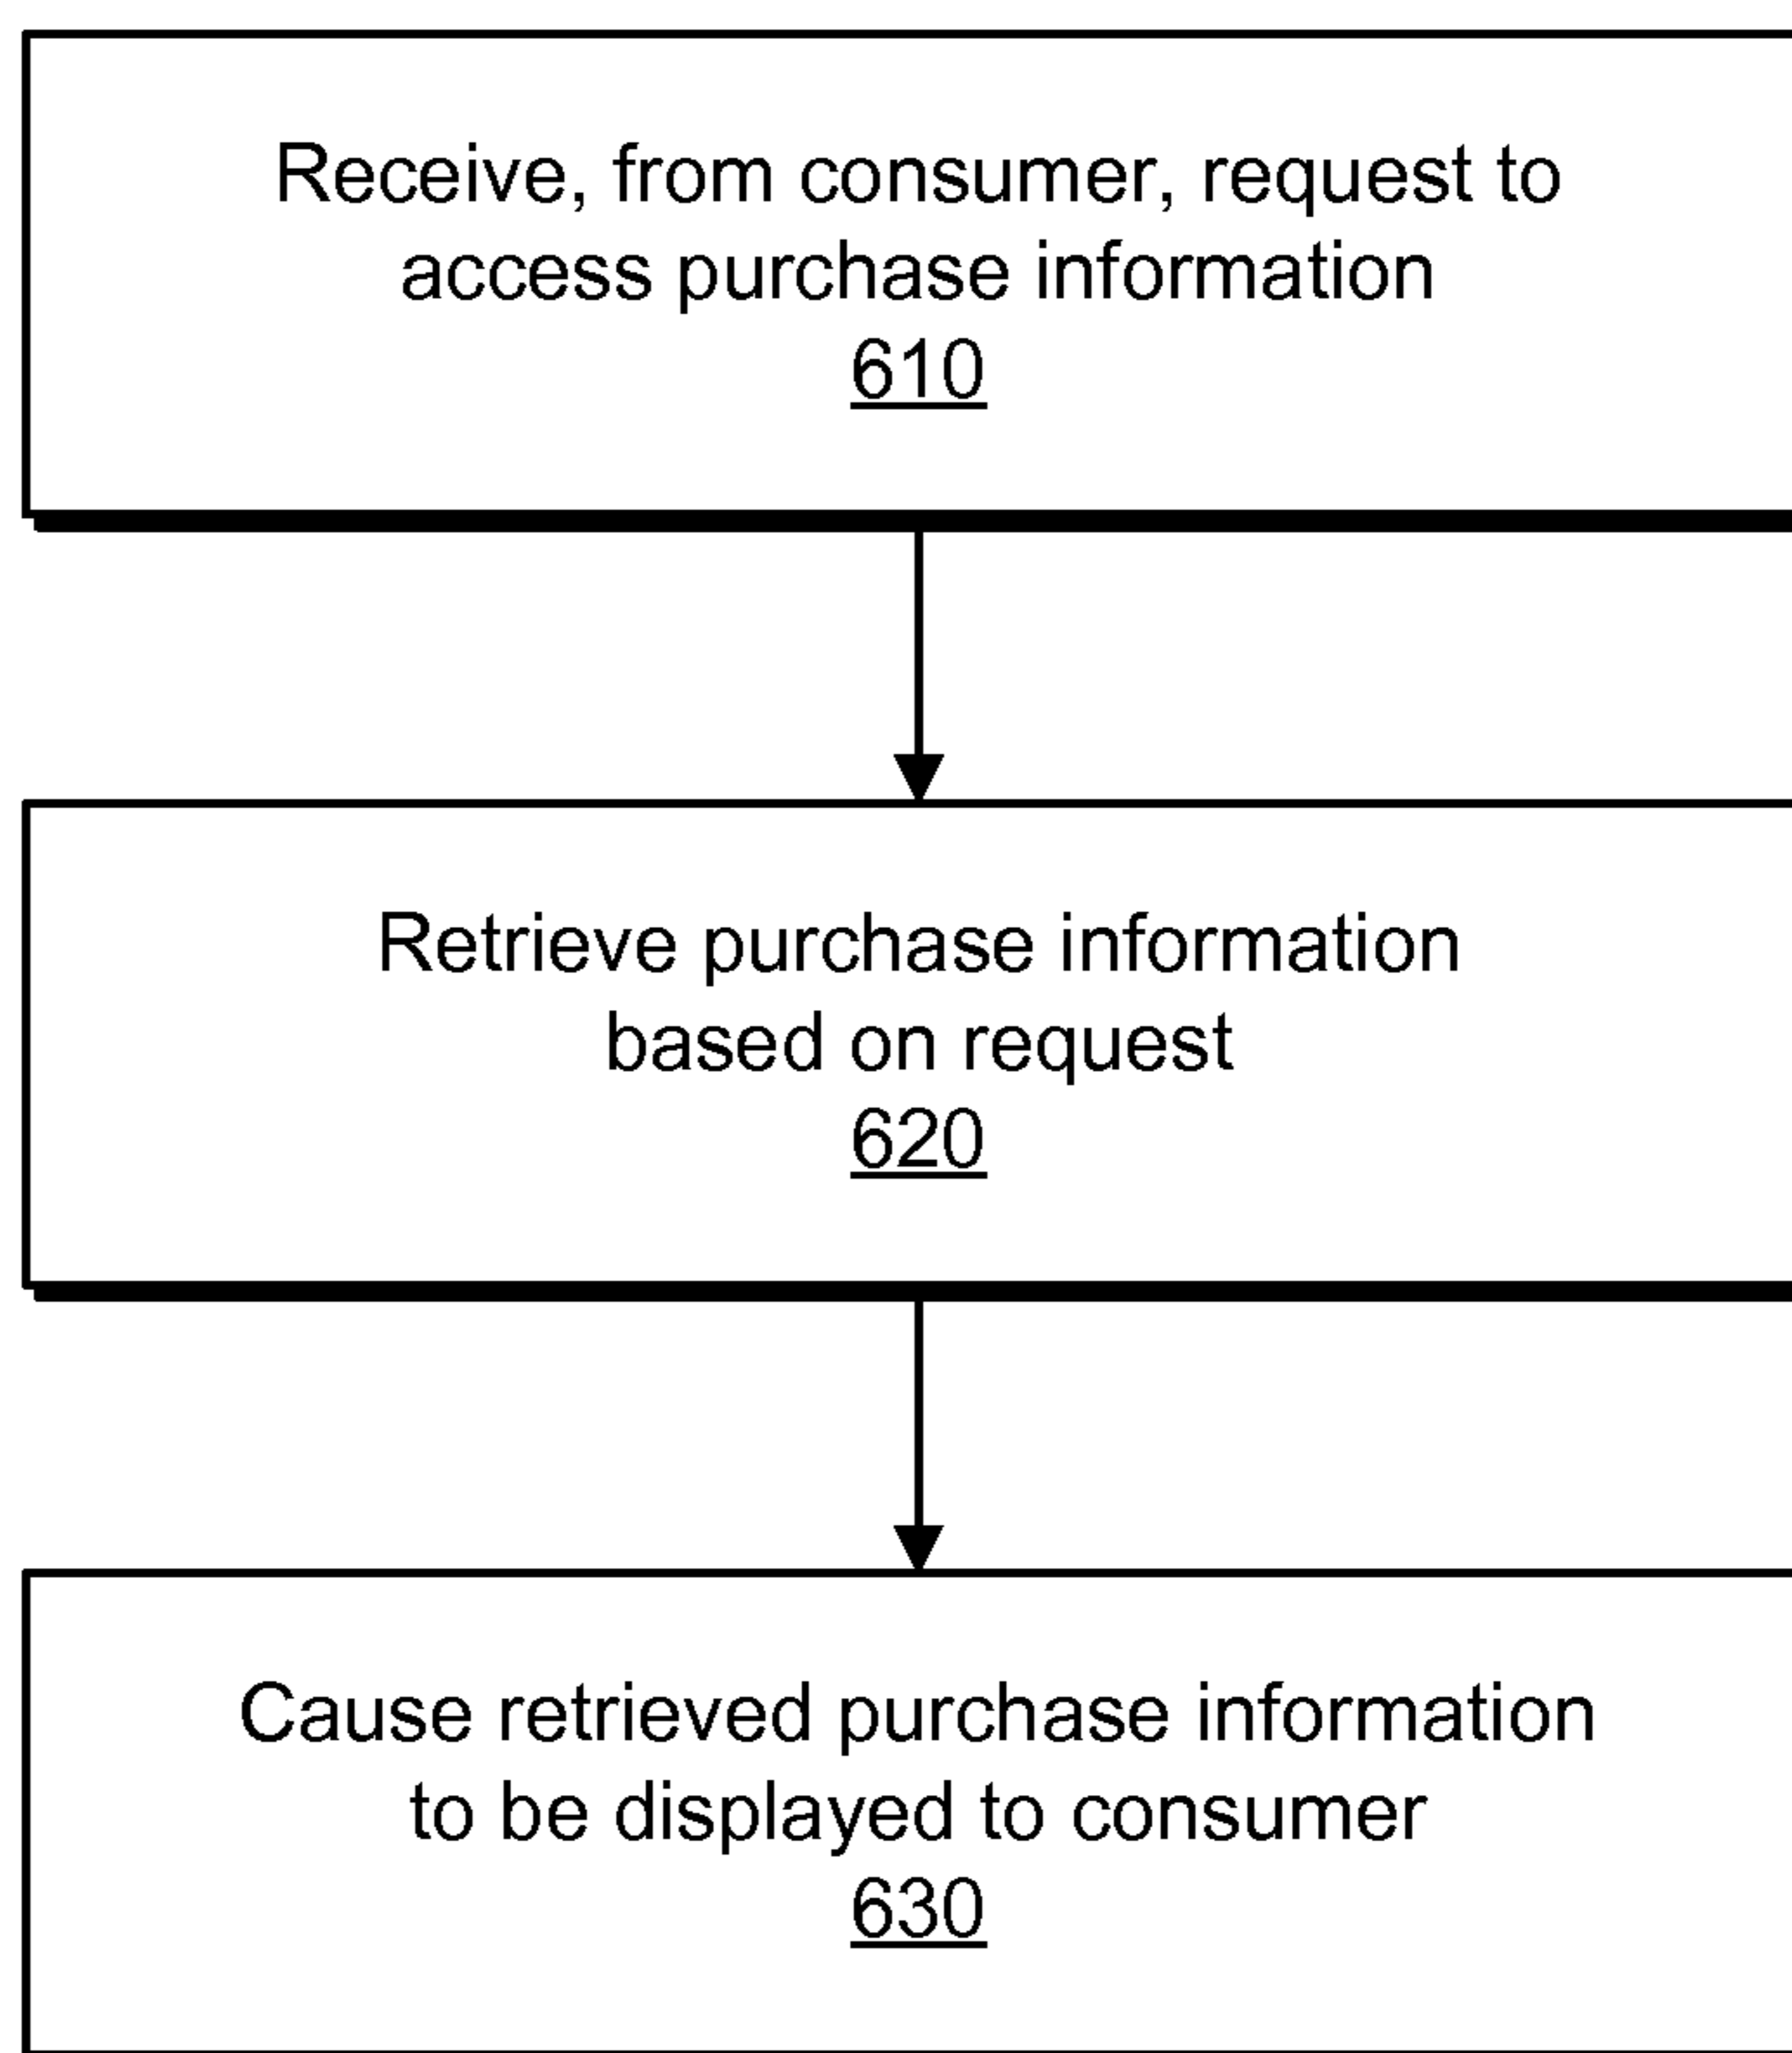 Receive, from consumer, request to
access purchase information
610
Retrieve purchase information
based on request
620
Cause retrieved purchase information
to be displayed to consumer
630